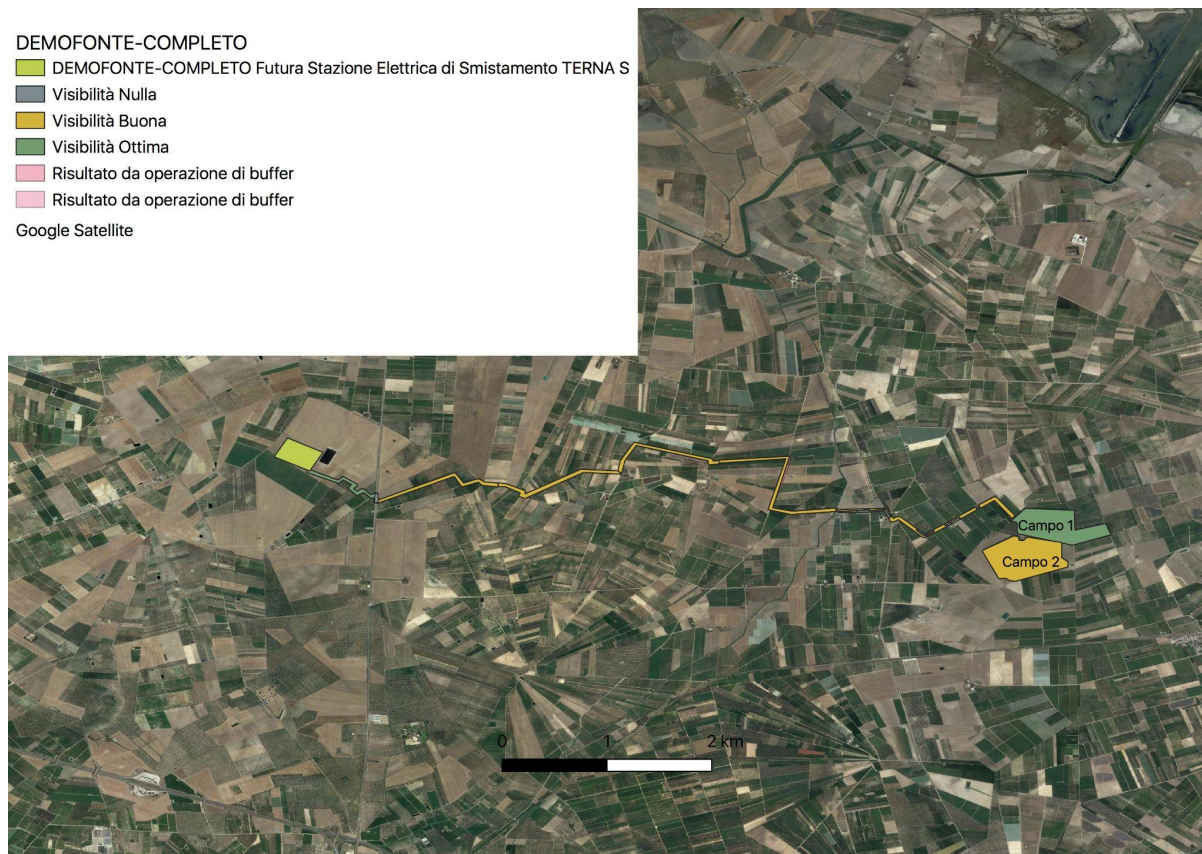 DEMOFONTE-COMPLETO
DEMOFONTE-COMPLETO Futura Stazione Elettrica di Smistamento TERNA S
Visibilità Nulla
Visibilità Buona
Visibilità Ottima
Risultato da operazione di buffer
Risultato da operazione di buffer
Google Satellite
Campo 1
Campo 2
0 1 2 km